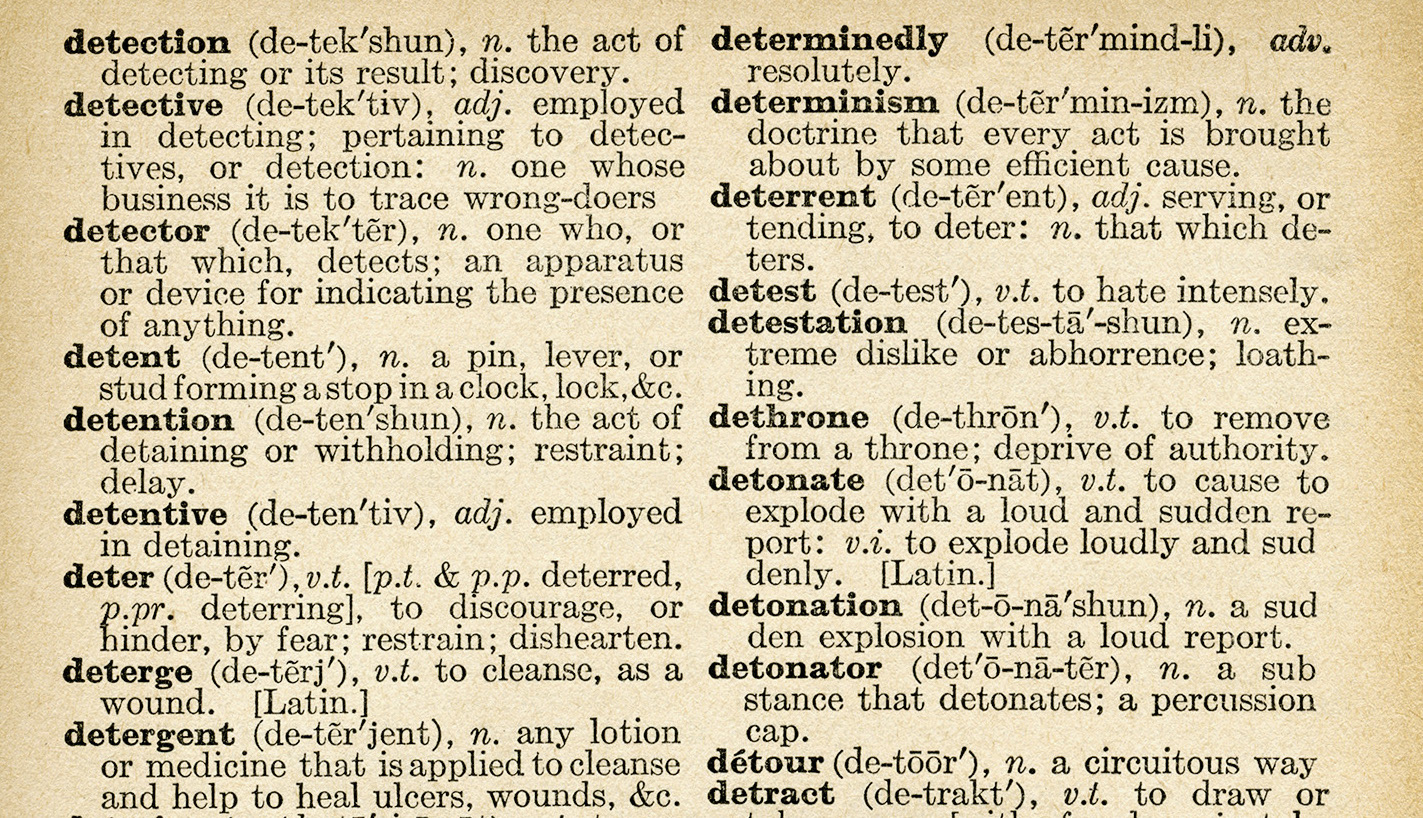 detection (de-tek′shun), n. the act of
detecting or its result; discovery.
detective (de-tek′tiv), adj. employed
in detecting; pertaining to detec-
tives, or detection: n. one whose
business it is to trace wrong-doers
detector (de-tek′tẽr), n. one who, or
that which, detects; an apparatus
or device for indicating the presence
of anything.
detent (de-tent′), n. a pin, lever, or
stud forming a stop in a clock, lock, &c.
detention (de-ten′shun), n. the act of
detaining or withholding; restraint;
delay.
detentive (de-ten′tiv), adj. employed
in detaining.
deter (de-tẽr′), v.t. [p.t. & p.p. deterred,
p.pr. deterring], to discourage, or
hinder, by fear; restrain; dishearten.
deterge (de-tẽrj′), v.t. to cleanse, as a
wound. [Latin.]
detergent (de-tẽr′jent), n. any lotion
or medicine that is applied to cleanse
and help to heal ulcers, wounds, &c.
determinedly (de-tẽr′mind-li), adv.
resolutely.
determinism (de-tẽr′min-izm), n. the
doctrine that every act is brought
about by some efficient cause.
deterrent (de-tẽr′ent), adj. serving, or
tending, to deter: n. that which de-
ters.
detest (de-test′), v.t. to hate intensely.
detestation (de-tes-tā′-shun), n. ex-
treme dislike or abhorrence; loath-
ing.
dethrone (de-thrōn′), v.t. to remove
from a throne; deprive of authority.
detonate (det′ō-nāt), v.t. to cause to
explode with a loud and sudden re-
port: v.i. to explode loudly and sud
denly. [Latin.]
detonation (det-ō-nā′shun), n. a sud
den explosion with a loud report.
detonator (det′ō-nā-tẽr), n. a sub
stance that detonates; a percussion
cap.
détour (de-tōōr′), n. a circuitous way
detract (de-trakt′), v.t. to draw or